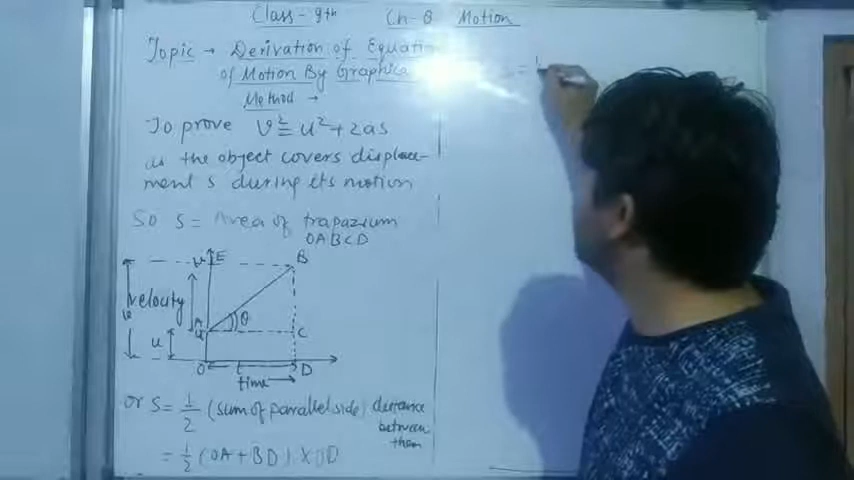 Class-9th Ch-8 Motion
Topic → Derivation of Equatio
of Motion By Graphica
Method →
To prove v² = u² + 2as
as the object covers displace-
ment s during its motion
So s = Area of trapazium
OABCD
v E B
velocity
v
A
u θ C
u
O t D
time
or s = 1/2 (sum of parrallel side) distance
between
them
= 1/2 (OA + BD) X OD
=